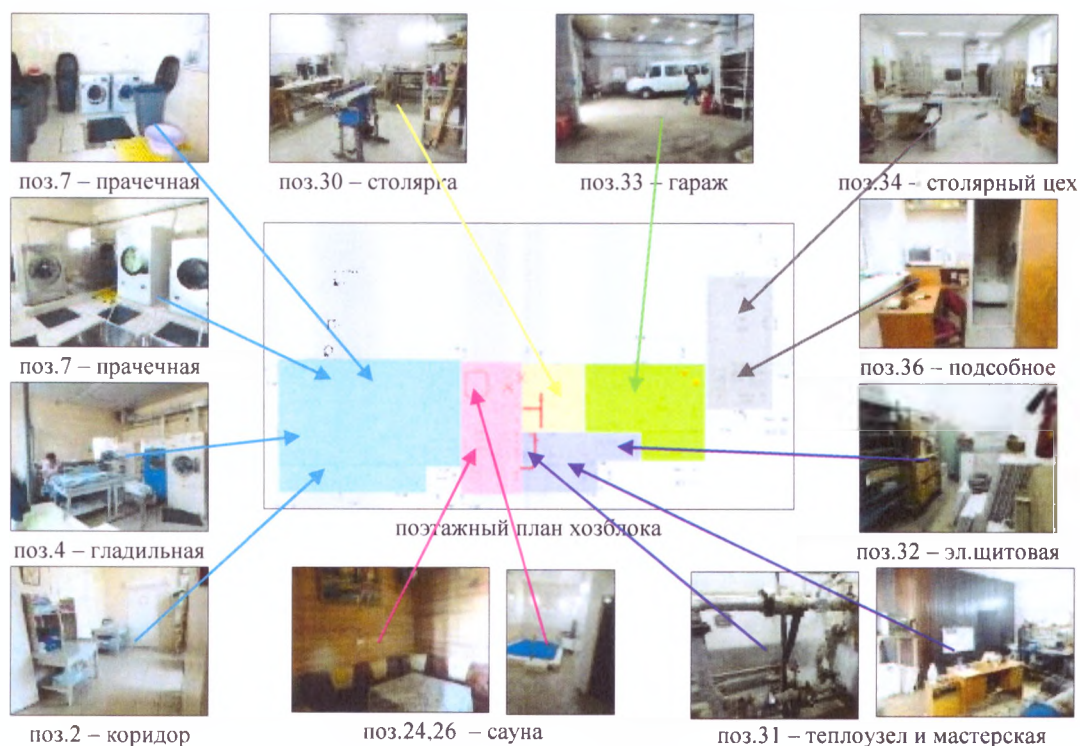 поз.7 – прачечная
поз.30 – столярка
поз.33 – гараж
поз.34 – столярный цех
поз.7 – прачечная
поз.36 – подсобное
поз.4 – гладильная
поэтажный план хозблока
поз.32 – эл.щитовая
поз.2 – коридор
поз.24,26 – сауна
поз.31 – теплоузел и мастерская